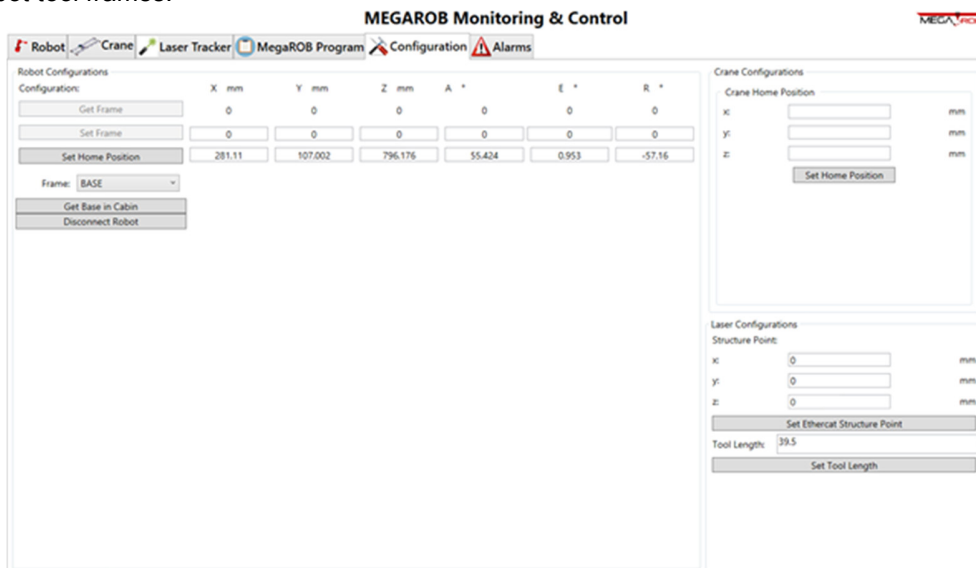 MEGAROB Monitoring & Control
MEGA ROB
Robot Crane Laser Tracker MegaROB Program Configuration Alarms
Robot Configurations
Configuration: X mm Y mm Z mm A ° E ° R °
Get Frame 0 0 0 0 0 0
Set Frame 0 0 0 0 0 0
Set Home Position 281.11 107.002 796.176 55.424 0.953 -57.16
Frame: BASE
Get Base in Cabin
Disconnect Robot
Crane Configurations
Crane Home Position
x: mm
y: mm
z: mm
Set Home Position
Laser Configurations
Structure Point:
x: 0 mm
y: 0 mm
z: 0 mm
Set Ethercat Structure Point
Tool Length: 39.5
Set Tool Length